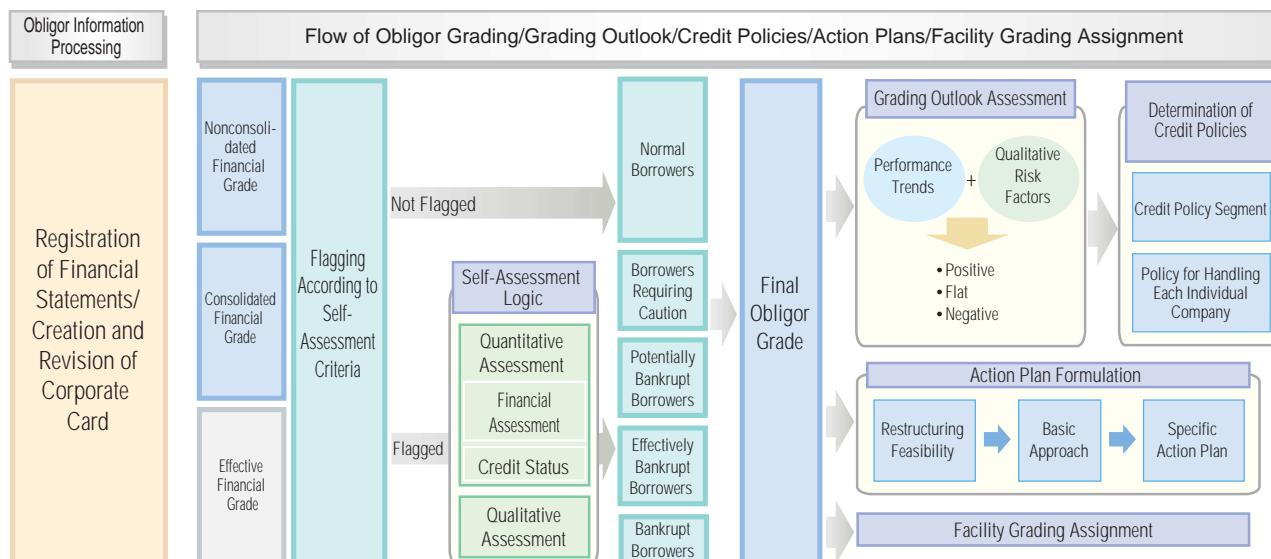 Obligor Information
Processing
Flow of Obligor Grading/Grading Outlook/Credit Policies/Action Plans/Facility Grading Assignment
Registration
of Financial
Statements/
Creation and
Revision of
Corporate
Card
Nonconsoli-
dated
Financial
Grade
Consolidated
Financial
Grade
Effective
Financial
Grade
Flagging
According to
Self-
Assessment
Criteria
Not Flagged
Flagged
Self-Assessment
Logic
Quantitative
Assessment
Financial
Assessment
Credit Status
Qualitative
Assessment
Normal
Borrowers
Borrowers
Requiring
Caution
Potentially
Bankrupt
Borrowers
Effectively
Bankrupt
Borrowers
Bankrupt
Borrowers
Final
Obligor
Grade
Grading Outlook Assessment
Performance
Trends
+
Qualitative
Risk
Factors
• Positive
• Flat
• Negative
Determination of
Credit Policies
Credit Policy Segment
Policy for Handling
Each Individual
Company
Action Plan Formulation
Restructuring
Feasibility
Basic
Approach
Specific
Action Plan
Facility Grading Assignment